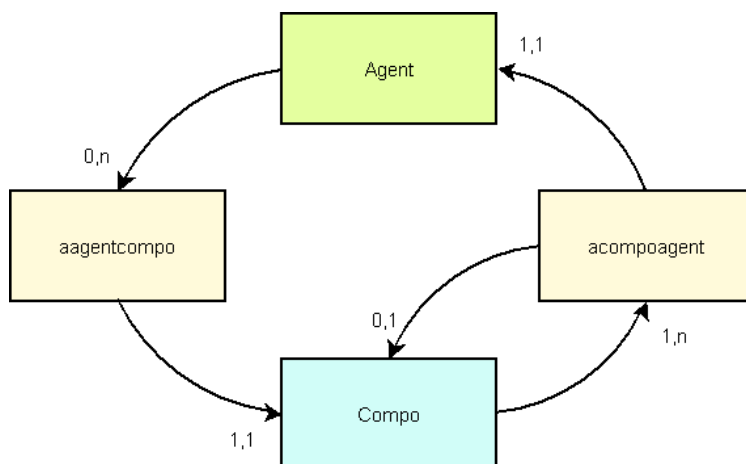 1,1
Agent
0,n
aagentcompo
acompoagent
0,1
1,n
Compo
1,1